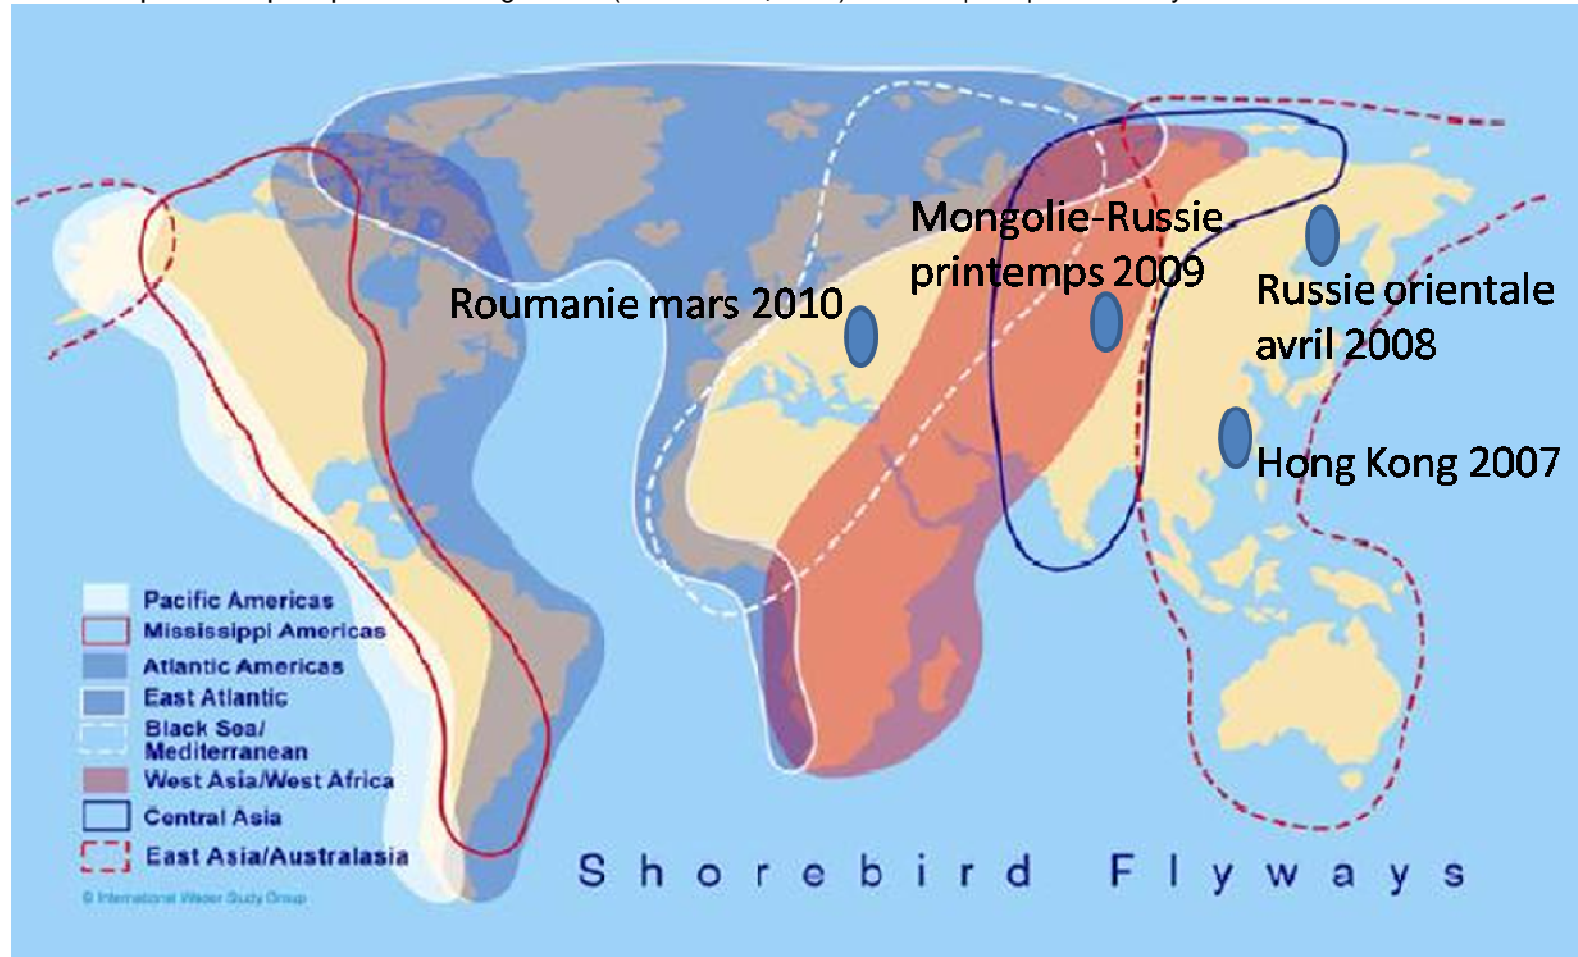 Mongolie-Russie
printemps 2009
Roumanie mars 2010
Russie orientale
avril 2008
Hong Kong 2007
Pacific Americas
Mississippi Americas
Atlantic Americas
East Atlantic
Black Sea/
Mediterranean
West Asia/West Africa
Central Asia
East Asia/Australasia
© International Wader Study Group
Shorebird Flyways